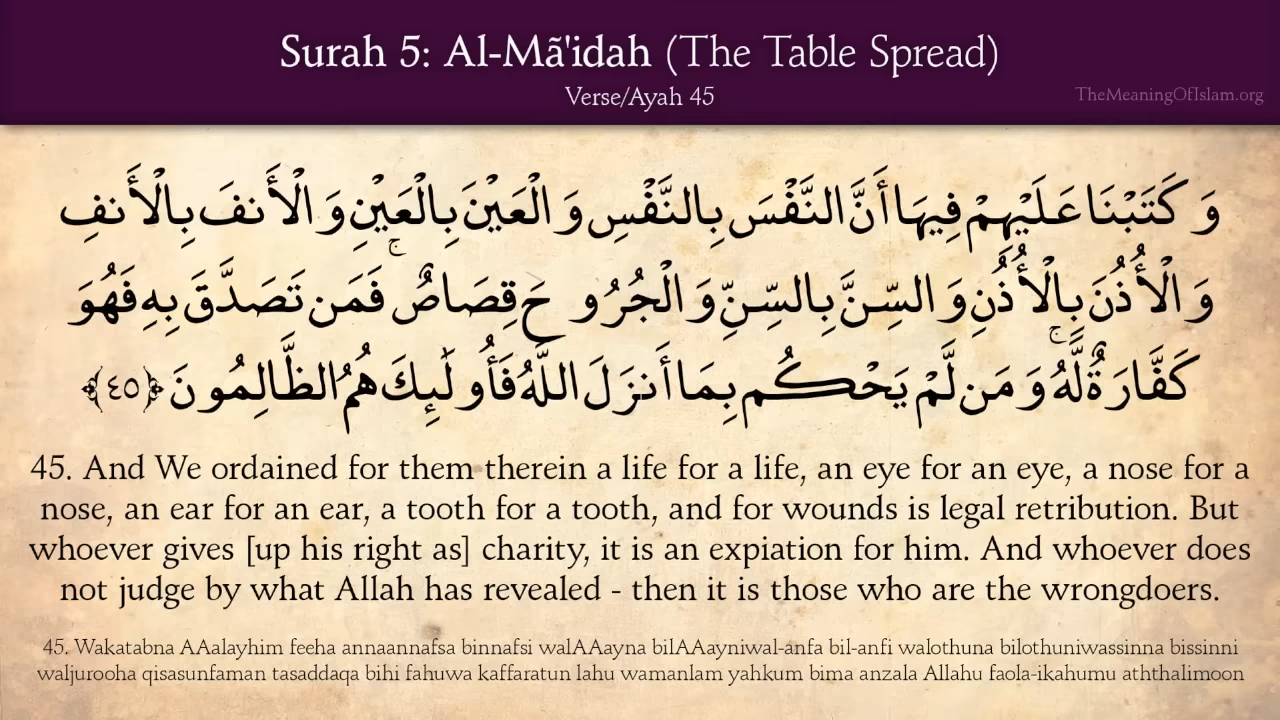 Surah 5: Al-Mã'idah (The Table Spread)
Verse/Ayah 45
TheMeaningOfIslam.org
وَكَتَبْنَا عَلَيْهِمْ فِيهَا أَنَّ النَّفْسَ بِالنَّفْسِ وَالْعَيْنَ بِالْعَيْنِ وَالْأَنفَ بِالْأَنفِ
وَالْأُذُنَ بِالْأُذُنِ وَالسِّنَّ بِالسِّنِّ وَالْجُرُوحَ قِصَاصٌ ۚ فَمَن تَصَدَّقَ بِهِ فَهُوَ
كَفَّارَةٌ لَّهُ ۚ وَمَن لَّمْ يَحْكُم بِمَا أَنزَلَ اللَّهُ فَأُولَٰئِكَ هُمُ الظَّالِمُونَ ﴿٤٥﴾
45. And We ordained for them therein a life for a life, an eye for an eye, a nose for a
nose, an ear for an ear, a tooth for a tooth, and for wounds is legal retribution. But
whoever gives [up his right as] charity, it is an expiation for him. And whoever does
not judge by what Allah has revealed - then it is those who are the wrongdoers.
45. Wakatabna AAalayhim feeha annaannafsa binnafsi walAAayna bilAAayniwal-anfa bil-anfi walothuna bilothuniwassinna bissinni
waljurooha qisasunfaman tasaddaqa bihi fahuwa kaffaratun lahu wamanlam yahkum bima anzala Allahu faola-ikahumu aththalimoon